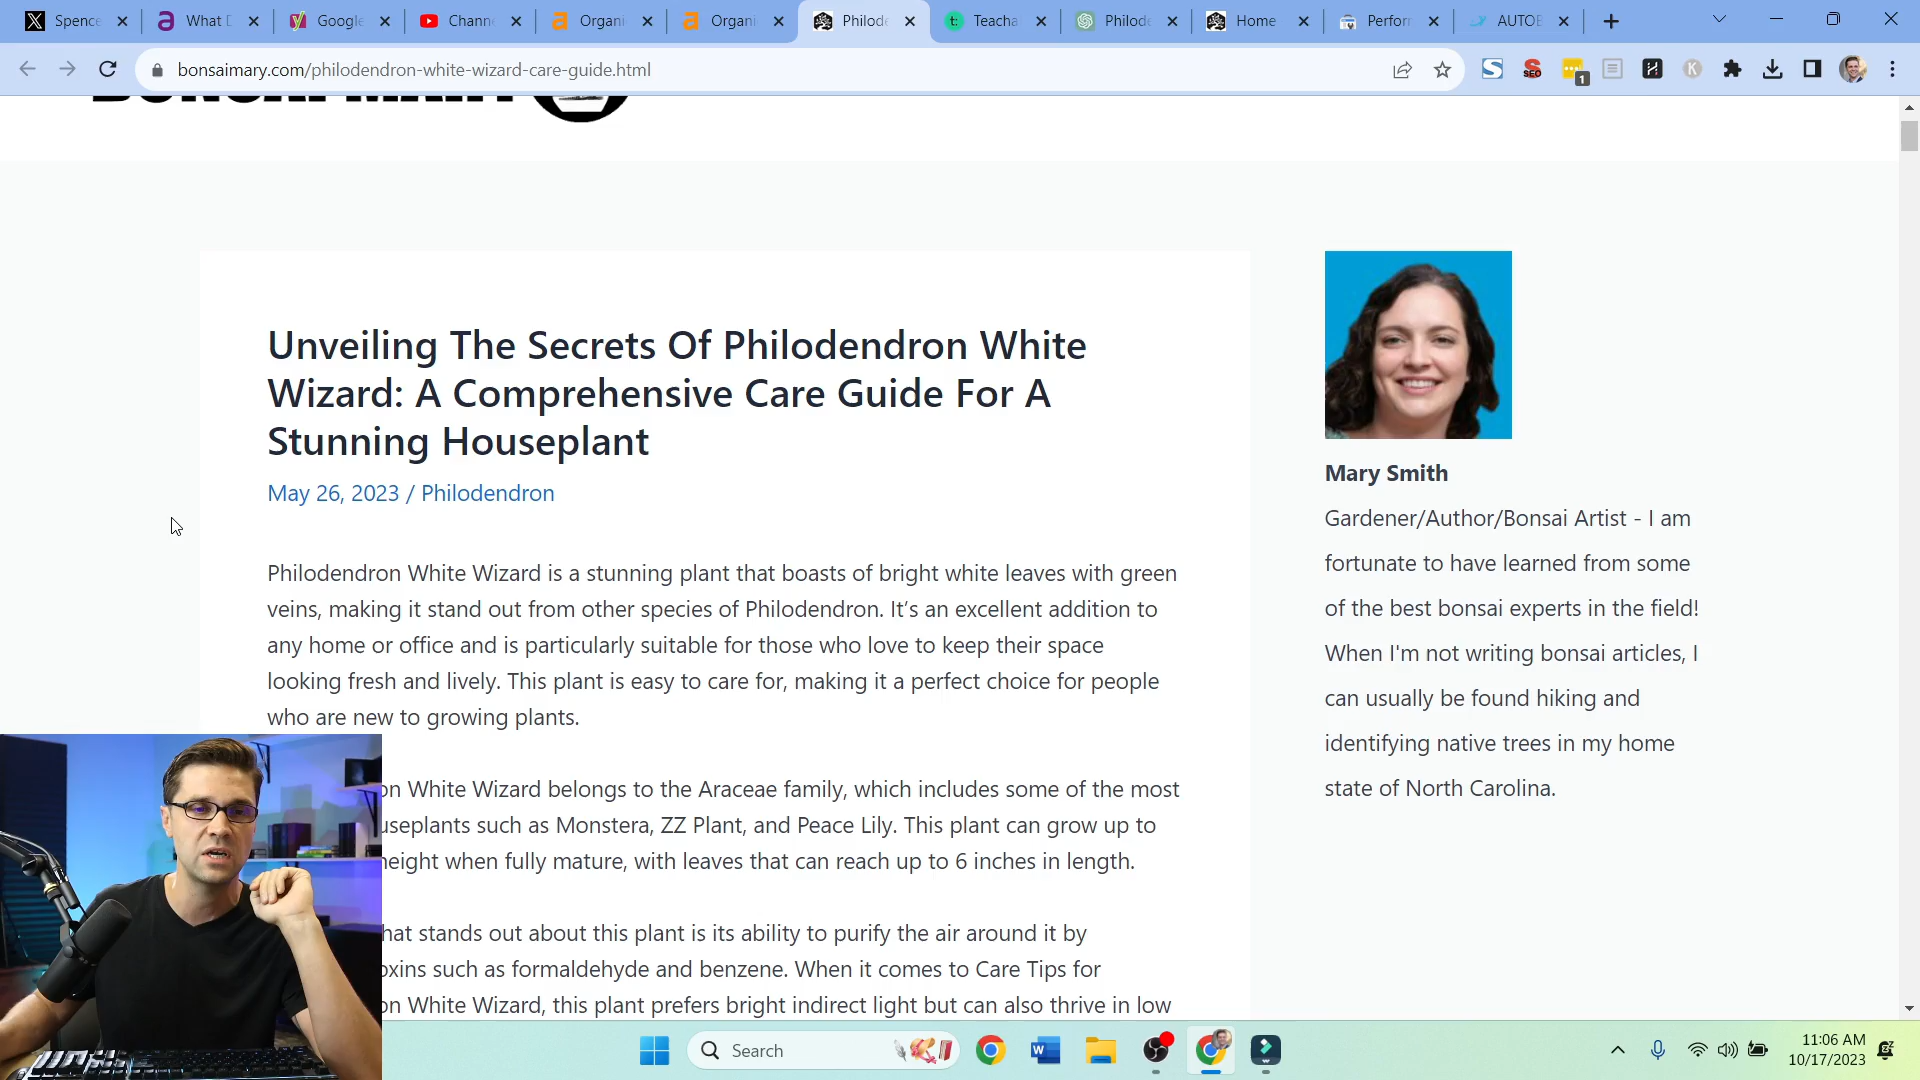 Spence
What D
Google
Chann
Organi
Organi
Philode
Teacha
Philode
Home
Perforr
AUTOB
bonsaimary.com/philodendron-white-wizard-care-guide.html
SEO
1
K
Unveiling The Secrets Of Philodendron White
Wizard: A Comprehensive Care Guide For A
Stunning Houseplant
May 26, 2023 / Philodendron
Philodendron White Wizard is a stunning plant that boasts of bright white leaves with green
veins, making it stand out from other species of Philodendron. It's an excellent addition to
any home or office and is particularly suitable for those who love to keep their space
looking fresh and lively. This plant is easy to care for, making it a perfect choice for people
who are new to growing plants.
on White Wizard belongs to the Araceae family, which includes some of the most
useplants such as Monstera, ZZ Plant, and Peace Lily. This plant can grow up to
height when fully mature, with leaves that can reach up to 6 inches in length.
hat stands out about this plant is its ability to purify the air around it by
oxins such as formaldehyde and benzene. When it comes to Care Tips for
on White Wizard, this plant prefers bright indirect light but can also thrive in low
Mary Smith
Gardener/Author/Bonsai Artist - I am
fortunate to have learned from some
of the best bonsai experts in the field!
When I'm not writing bonsai articles, I
can usually be found hiking and
identifying native trees in my home
state of North Carolina.
Search
11:06 AM
10/17/2023